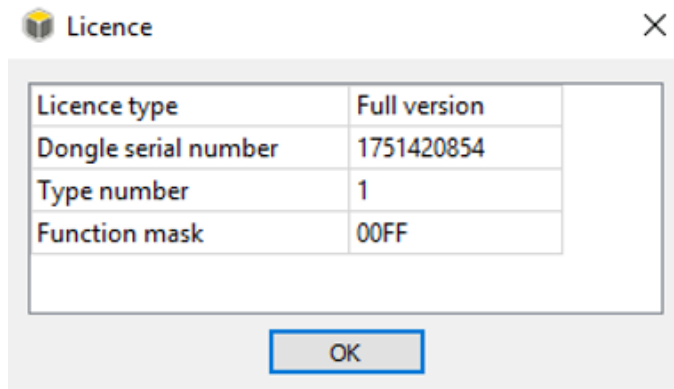 Licence
Licence type Full version
Dongle serial number 1751420854
Type number 1
Function mask 00FF
OK